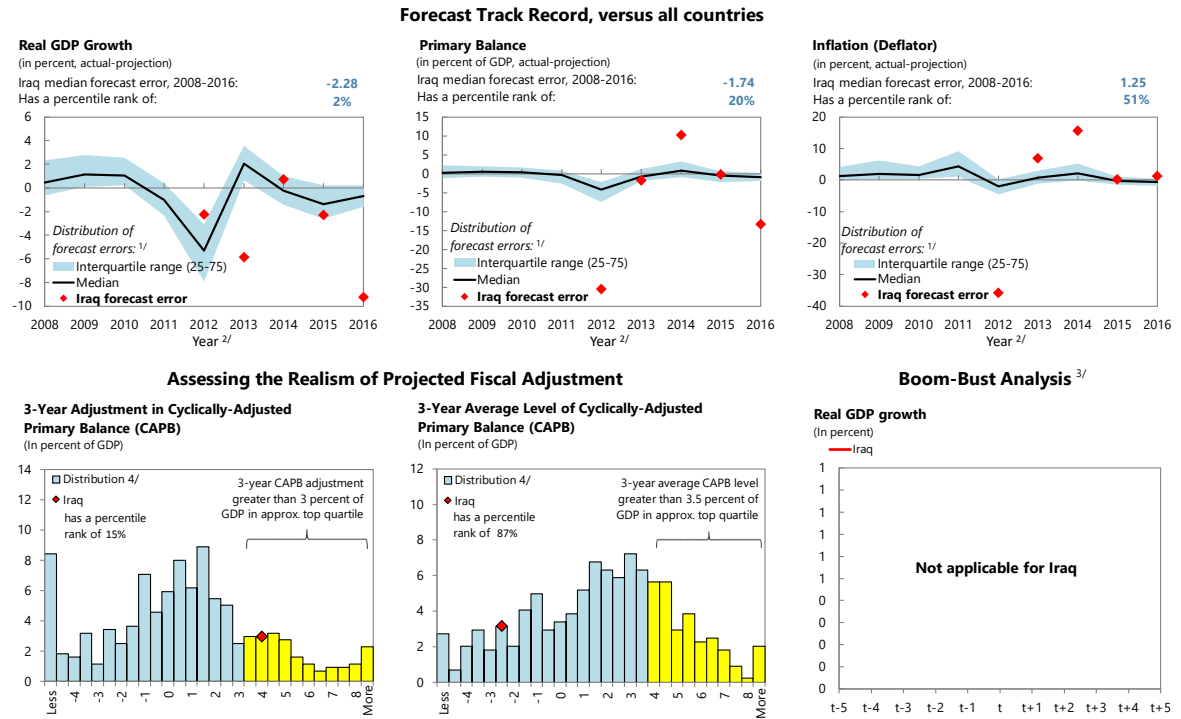 Forecast Track Record, versus all countries
Real GDP Growth
(in percent, actual-projection)
Iraq median forecast error, 2008-2016: -2.28
Has a percentile rank of: 2%
6
4
2
0
-2
-4
-6
-8
-10
Distribution of
forecast errors: 1/
Interquartile range (25-75)
Median
Iraq forecast error
2008 2009 2010 2011 2012 2013 2014 2015 2016
Year 2/
Primary Balance
(in percent of GDP, actual-projection)
Iraq median forecast error, 2008-2016: -1.74
Has a percentile rank of: 20%
15
10
5
0
-5
-10
-15
-20
-25
-30
-35
Distribution of
forecast errors: 1/
Interquartile range (25-75)
Median
Iraq forecast error
2008 2009 2010 2011 2012 2013 2014 2015 2016
Year 2/
Inflation (Deflator)
(in percent, actual-projection)
Iraq median forecast error, 2008-2016: 1.25
Has a percentile rank of: 51%
20
10
0
-10
-20
-30
-40
Distribution of
forecast errors: 1/
Interquartile range (25-75)
Median
Iraq forecast error
2008 2009 2010 2011 2012 2013 2014 2015 2016
Year 2/
Assessing the Realism of Projected Fiscal Adjustment
3-Year Adjustment in Cyclically-Adjusted
Primary Balance (CAPB)
(In percent of GDP)
14
12
10
8
6
4
2
0
Distribution 4/
Iraq
has a percentile
rank of 15%
3-year CAPB adjustment
greater than 3 percent of
GDP in approx. top quartile
Less -4 -3 -2 -1 0 1 2 3 4 5 6 7 8 More
3-Year Average Level of Cyclically-Adjusted
Primary Balance (CAPB)
(In percent of GDP)
12
10
8
6
4
2
0
Distribution 4/
Iraq
has a percentile
rank of 87%
3-year average CAPB level
greater than 3.5 percent of
GDP in approx. top quartile
Less -4 -3 -2 -1 0 1 2 3 4 5 6 7 8 More
Boom-Bust Analysis 3/
Real GDP growth
(In percent)
Iraq
1
1
1
1
1
1
0
0
0
0
0
Not applicable for Iraq
t-5 t-4 t-3 t-2 t-1 t t+1 t+2 t+3 t+4 t+5